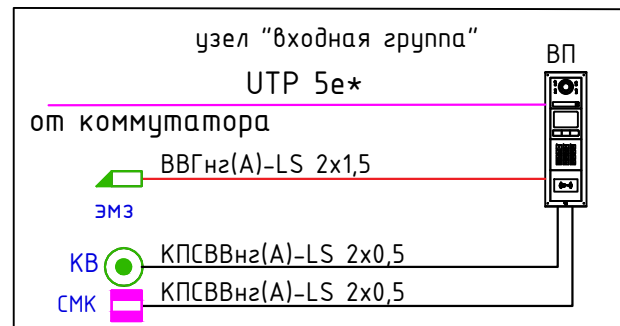 узел "входная группа"
ВП
UTP 5e*
от коммутатора
ВВГнг(А)-LS 2х1,5
ЭМЗ
КВ
КПСВВнг(А)-LS 2х0,5
СМК
КПСВВнг(А)-LS 2х0,5